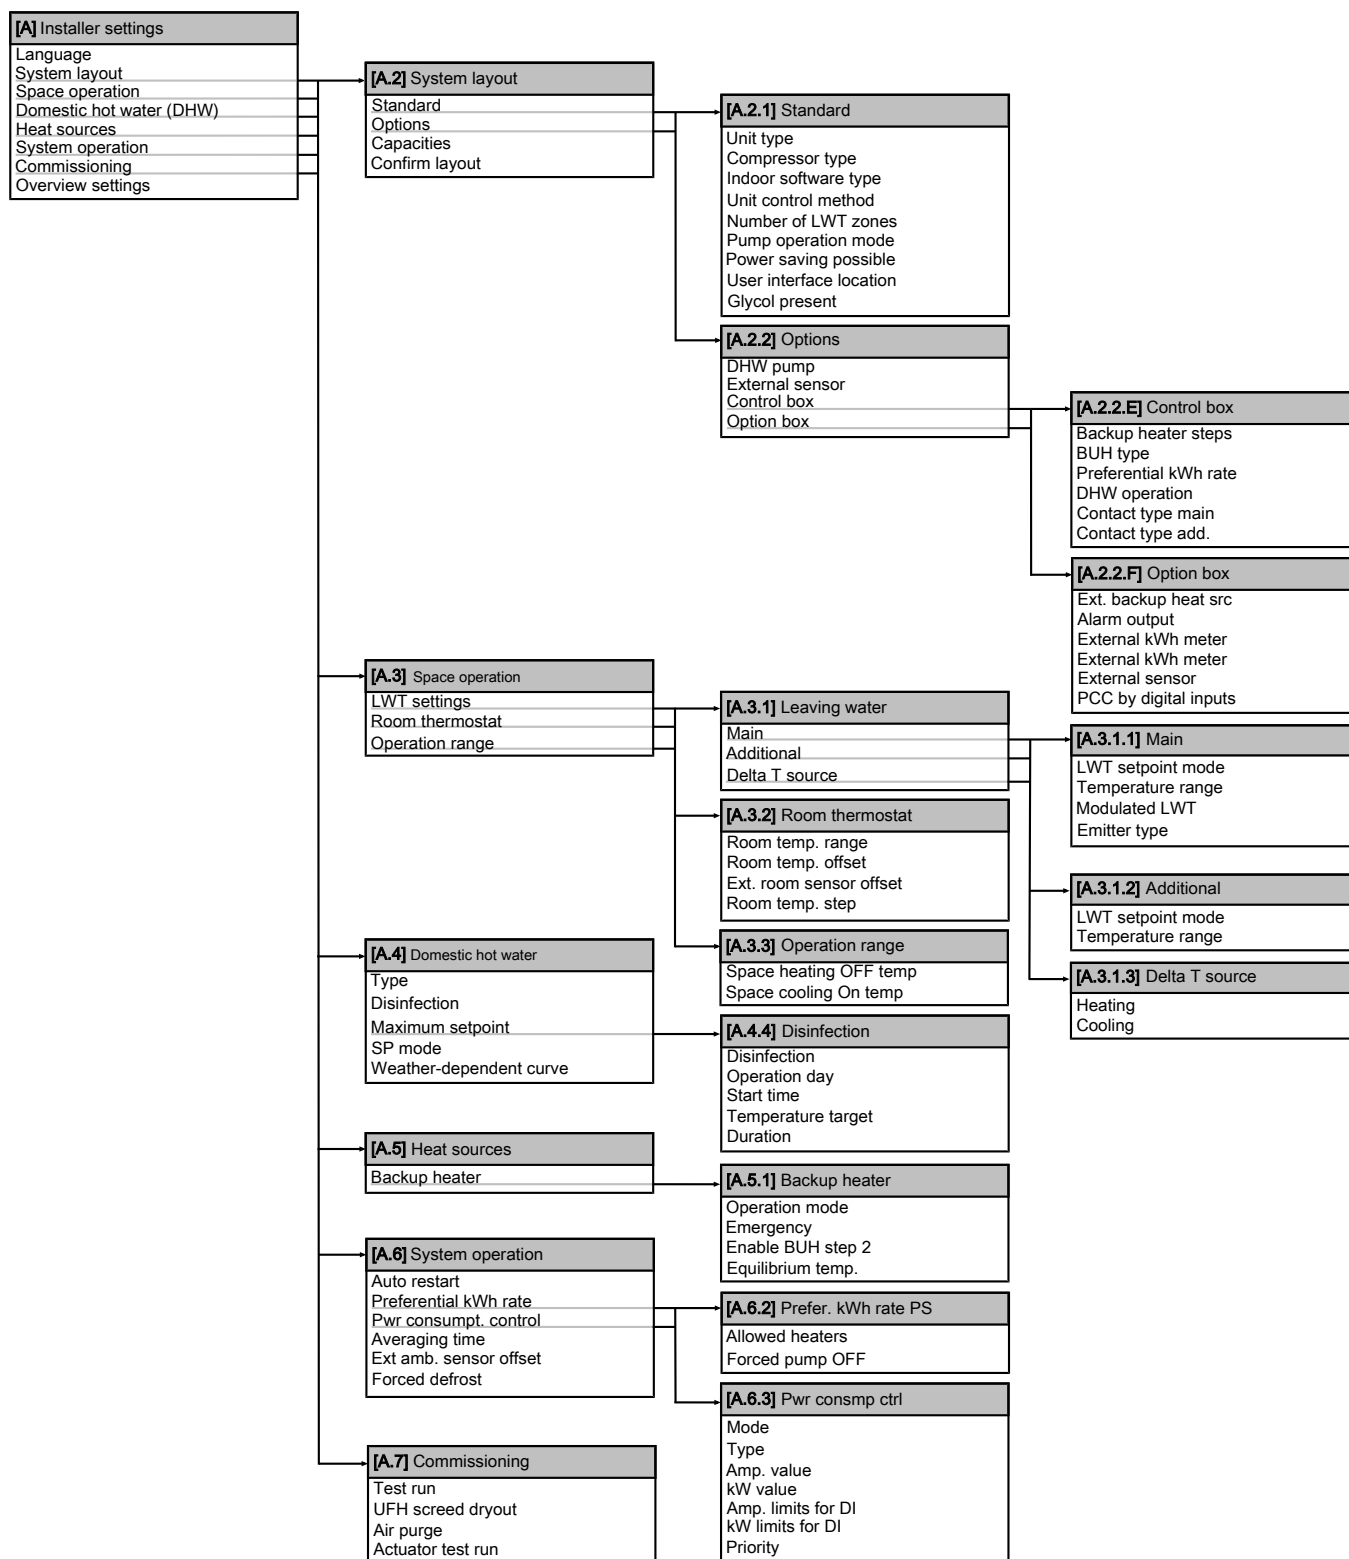 [A] Installer settings
Language
System layout
Space operation
Domestic hot water (DHW)
Heat sources
System operation
Commissioning
Overview settings
[A.2] System layout
Standard
Options
Capacities
Confirm layout
[A.2.1] Standard
Unit type
Compressor type
Indoor software type
Unit control method
Number of LWT zones
Pump operation mode
Power saving possible
User interface location
Glycol present
[A.2.2] Options
DHW pump
External sensor
Control box
Option box
[A.2.2.E] Control box
Backup heater steps
BUH type
Preferential kWh rate
DHW operation
Contact type main
Contact type add.
[A.2.2.F] Option box
Ext. backup heat src
Alarm output
External kWh meter
External kWh meter
External sensor
PCC by digital inputs
[A.3] Space operation
LWT settings
Room thermostat
Operation range
[A.3.1] Leaving water
Main
Additional
Delta T source
[A.3.1.1] Main
LWT setpoint mode
Temperature range
Modulated LWT
Emitter type
[A.3.1.2] Additional
LWT setpoint mode
Temperature range
[A.3.1.3] Delta T source
Heating
Cooling
[A.3.2] Room thermostat
Room temp. range
Room temp. offset
Ext. room sensor offset
Room temp. step
[A.3.3] Operation range
Space heating OFF temp
Space cooling On temp
[A.4] Domestic hot water
Type
Disinfection
Maximum setpoint
SP mode
Weather-dependent curve
[A.4.4] Disinfection
Disinfection
Operation day
Start time
Temperature target
Duration
[A.5] Heat sources
Backup heater
[A.5.1] Backup heater
Operation mode
Emergency
Enable BUH step 2
Equilibrium temp.
[A.6] System operation
Auto restart
Preferential kWh rate
Pwr consumpt. control
Averaging time
Ext amb. sensor offset
Forced defrost
[A.6.2] Prefer. kWh rate PS
Allowed heaters
Forced pump OFF
[A.6.3] Pwr consmp ctrl
Mode
Type
Amp. value
kW value
Amp. limits for DI
kW limits for DI
Priority
[A.7] Commissioning
Test run
UFH screed dryout
Air purge
Actuator test run